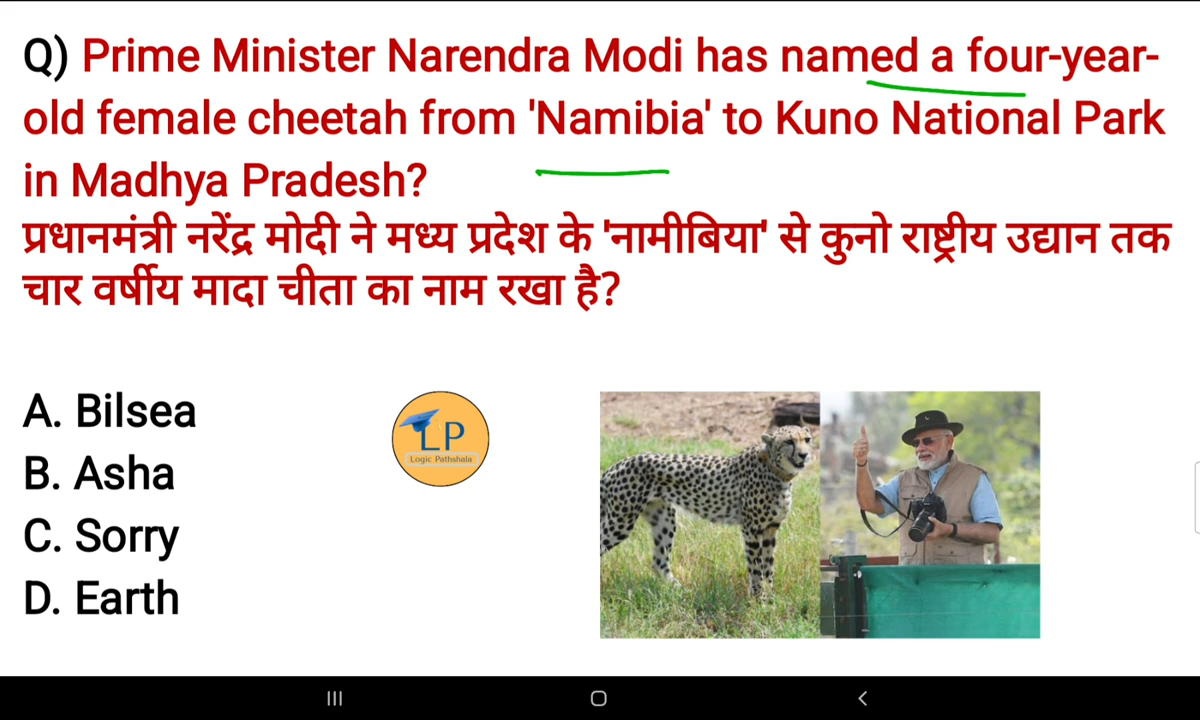 Q) Prime Minister Narendra Modi has named a four-year-
old female cheetah from 'Namibia' to Kuno National Park
in Madhya Pradesh?
प्रधानमंत्री नरेंद्र मोदी ने मध्य प्रदेश के 'नामीबिया' से कुनो राष्ट्रीय उद्यान तक
चार वर्षीय मादा चीता का नाम रखा है?
A. Bilsea
B. Asha
C. Sorry
D. Earth
LP
Logic Pathshala